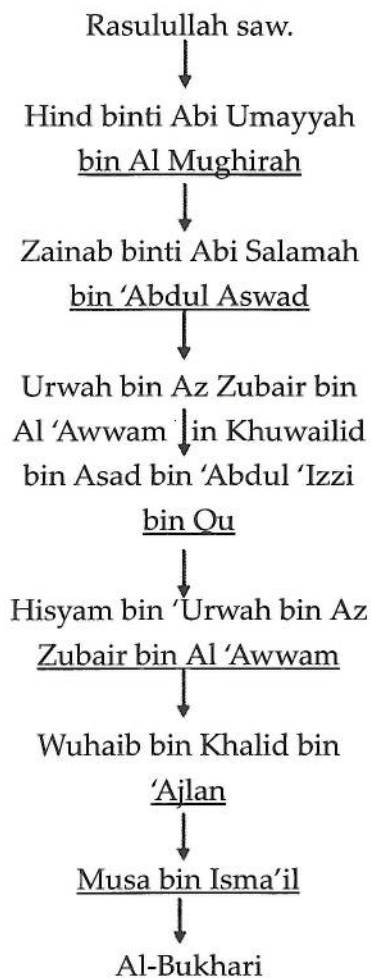 Rasulullah saw.
Hind binti Abi Umayyah
bin Al Mughirah
Zainab binti Abi Salamah
bin ‘Abdul Aswad
Urwah bin Az Zubair bin
Al ‘Awwam in Khuwailid
bin Asad bin ‘Abdul ‘Izzi
bin Qu
Hisyam bin ‘Urwah bin Az
Zubair bin Al ‘Awwam
Wuhaib bin Khalid bin
‘Ajlan
Musa bin Isma’il
Al-Bukhari